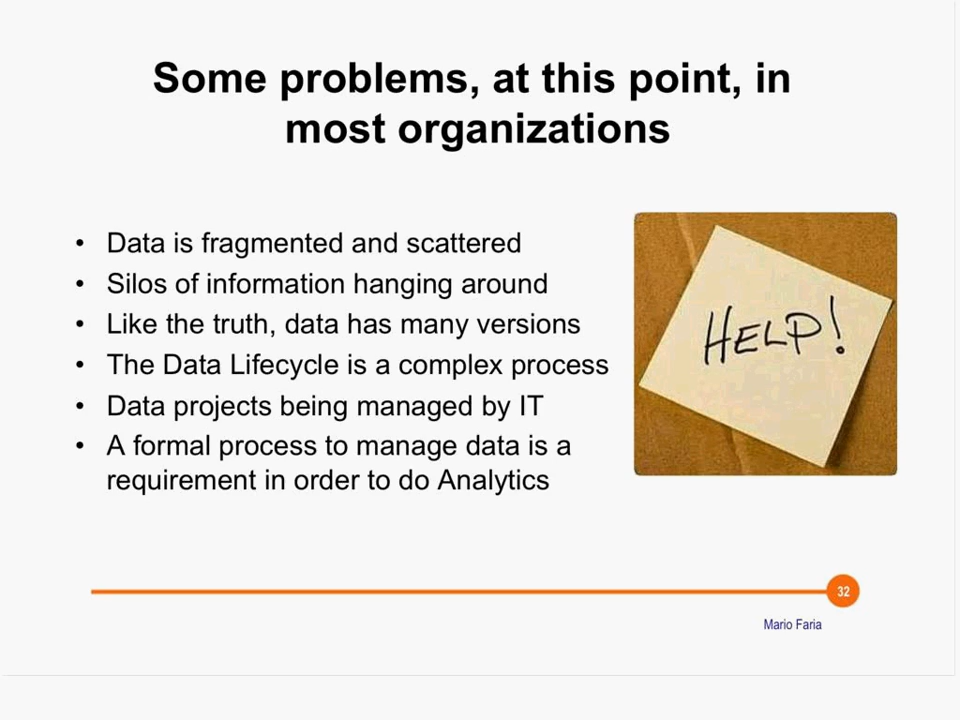 Some problems, at this point, in
most organizations
• Data is fragmented and scattered
• Silos of information hanging around
• Like the truth, data has many versions
• The Data Lifecycle is a complex process
• Data projects being managed by IT
• A formal process to manage data is a
requirement in order to do Analytics
HELP!
32
Mario Faria